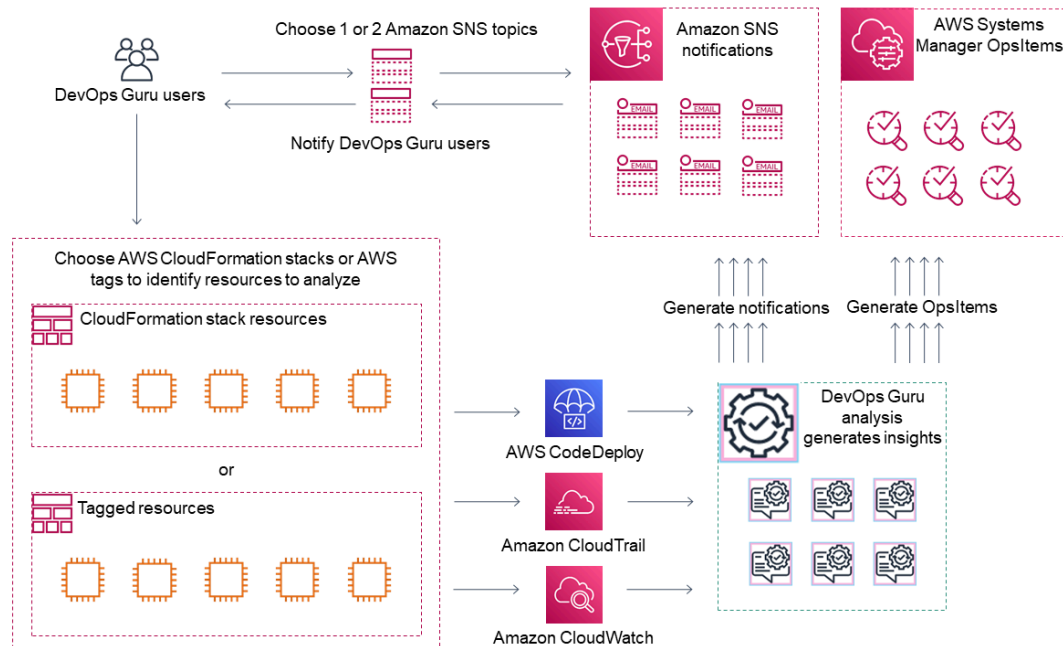 Choose 1 or 2 Amazon SNS topics
DevOps Guru users
Notify DevOps Guru users
Amazon SNS
notifications
EMAIL
EMAIL
EMAIL
EMAIL
EMAIL
EMAIL
AWS Systems
Manager OpsItems
Choose AWS CloudFormation stacks or AWS
tags to identify resources to analyze
CloudFormation stack resources
or
Tagged resources
AWS CodeDeploy
Amazon CloudTrail
Amazon CloudWatch
Generate notifications
Generate OpsItems
DevOps Guru
analysis
generates insights